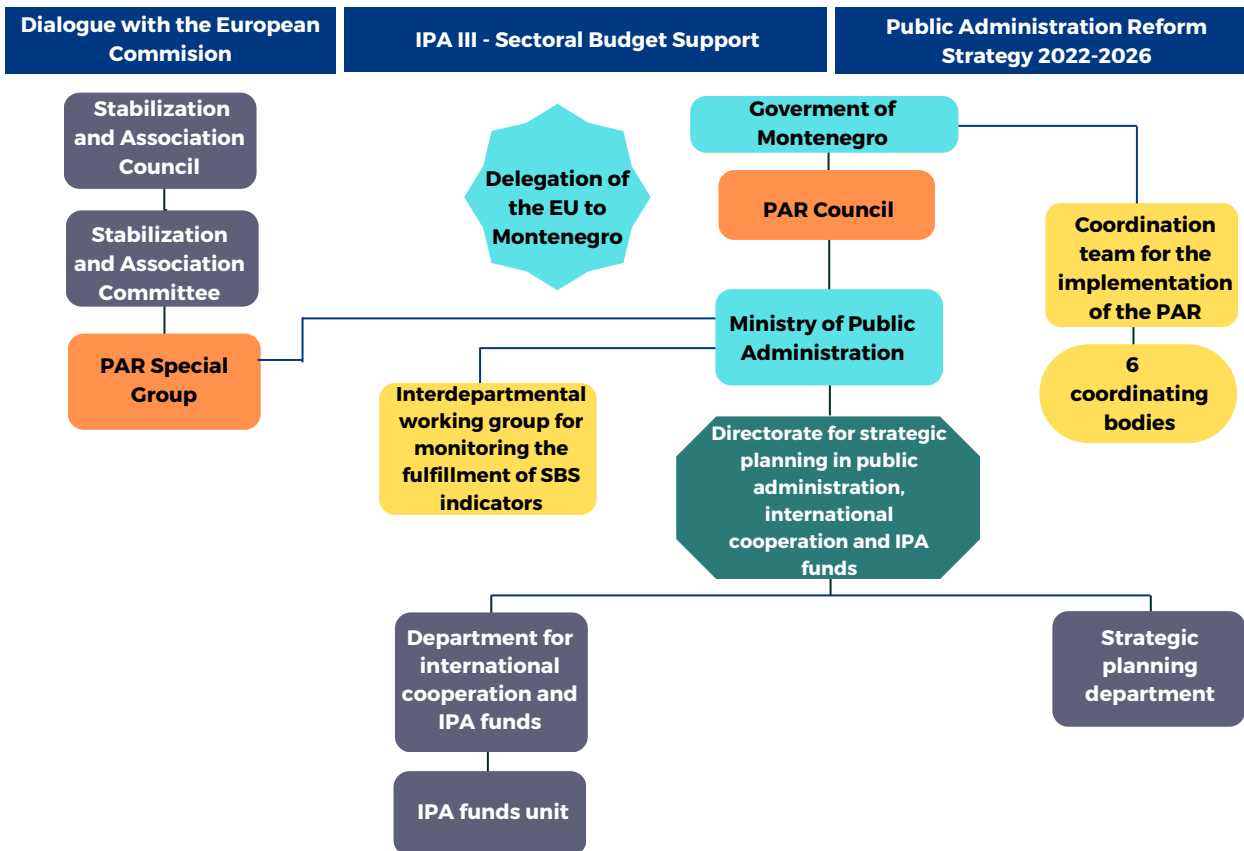 Dialogue with the European
Commision
IPA III - Sectoral Budget Support
Public Administration Reform
Strategy 2022-2026
Stabilization
and Association
Council
Stabilization
and Association
Committee
PAR Special
Group
Delegation of
the EU to
Montenegro
Goverment of
Montenegro
PAR Council
Ministry of Public
Administration
Coordination
team for the
implementation
of the PAR
6
coordinating
bodies
Interdepartmental
working group for
monitoring the
fulfillment of SBS
indicators
Directorate for strategic
planning in public
administration,
international
cooperation and IPA
funds
Department for
international
cooperation and
IPA funds
Strategic
planning
department
IPA funds unit